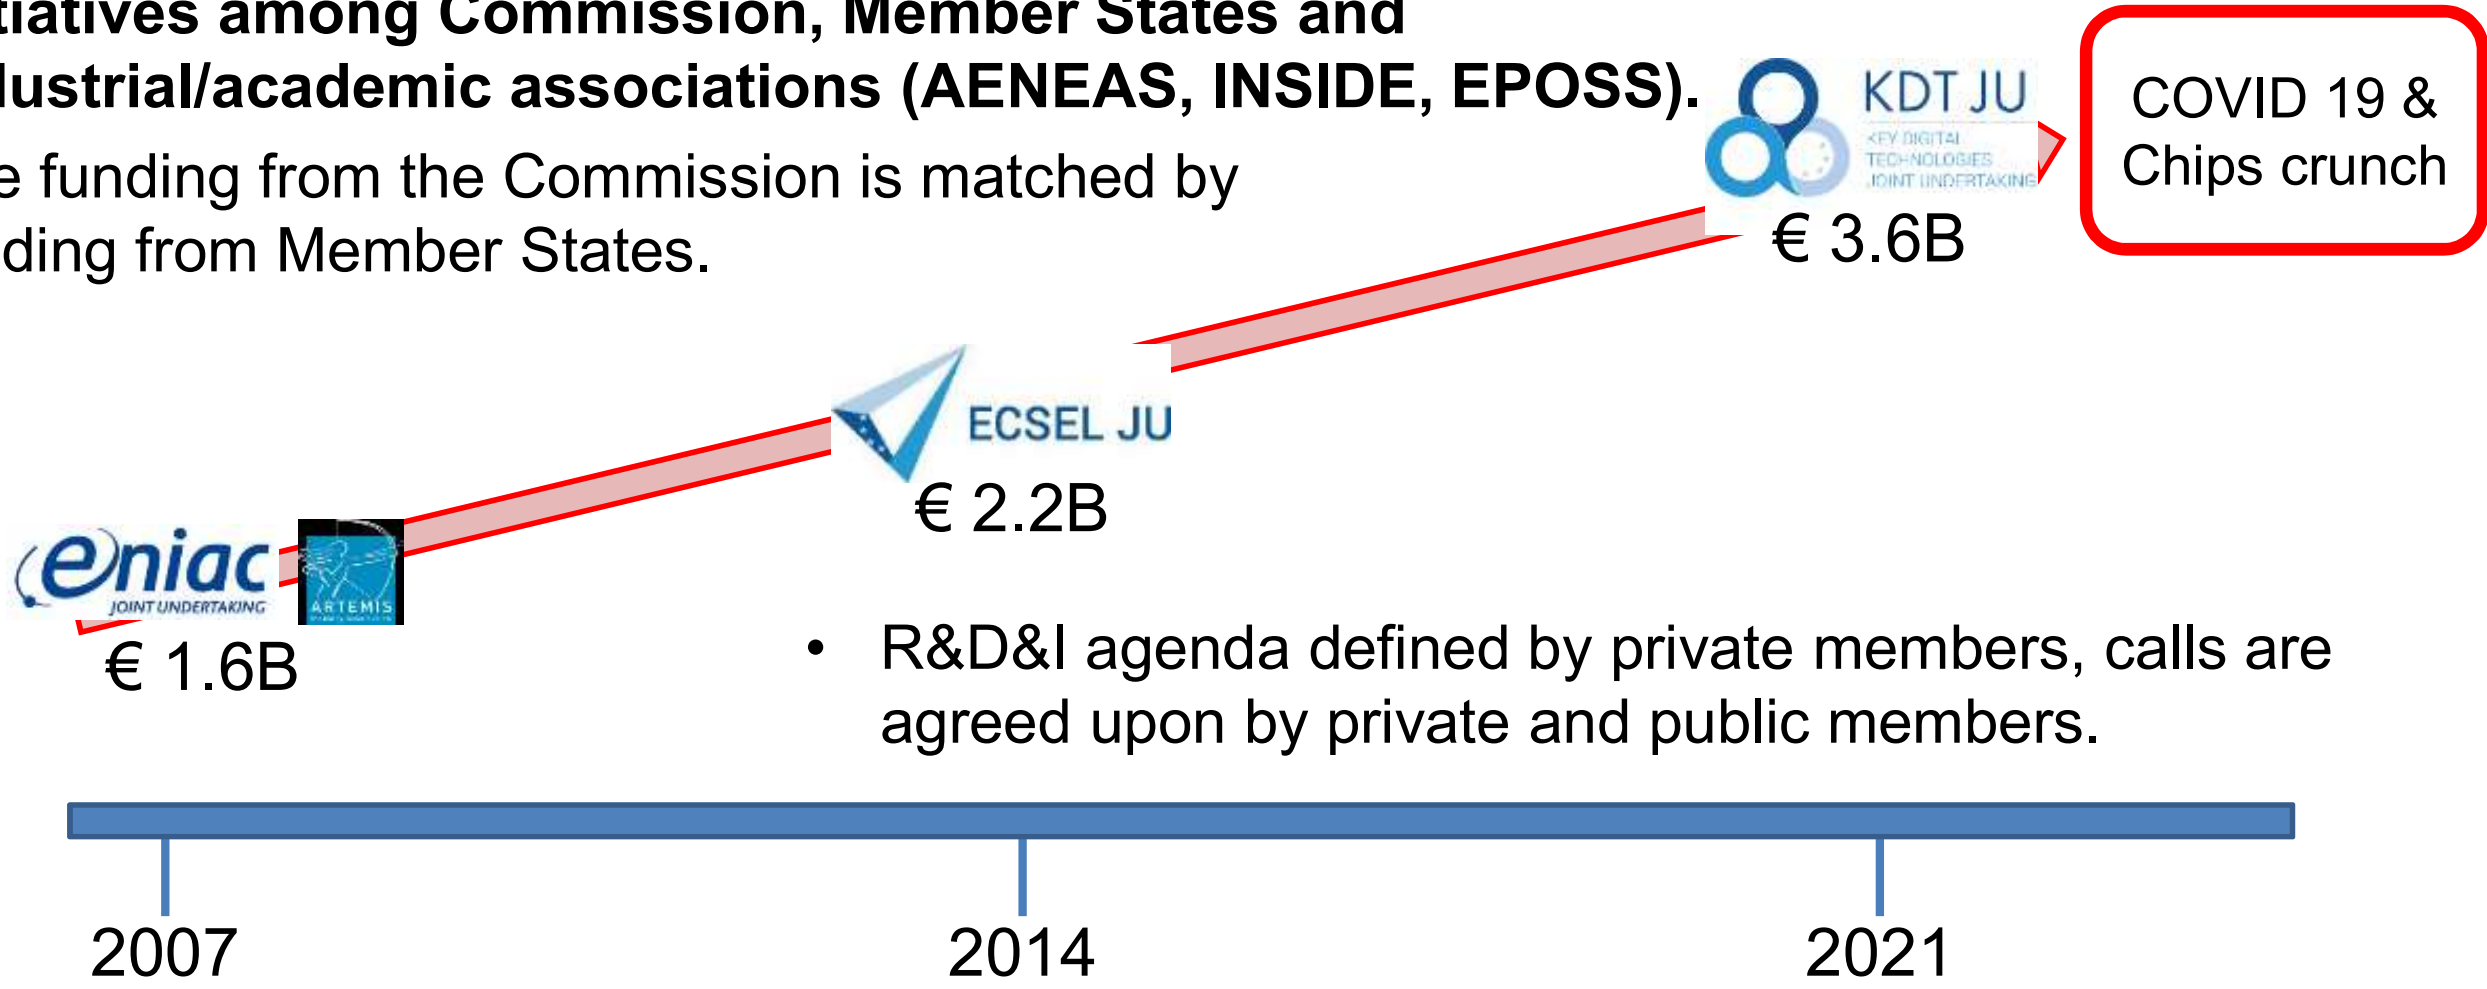 tiatives among Commission, Member States and
dustrial/academic associations (AENEAS, INSIDE, EPOSS).
e funding from the Commission is matched by
ding from Member States.
KDT JU
KEY DIGITAL
TECHNOLOGIES
JOINT UNDERTAKING
€ 3.6B
COVID 19 &
Chips crunch
ECSEL JU
€ 2.2B
eniac
JOINT UNDERTAKING
ARTEMIS
€ 1.6B
• R&D&I agenda defined by private members, calls are
agreed upon by private and public members.
2007
2014
2021